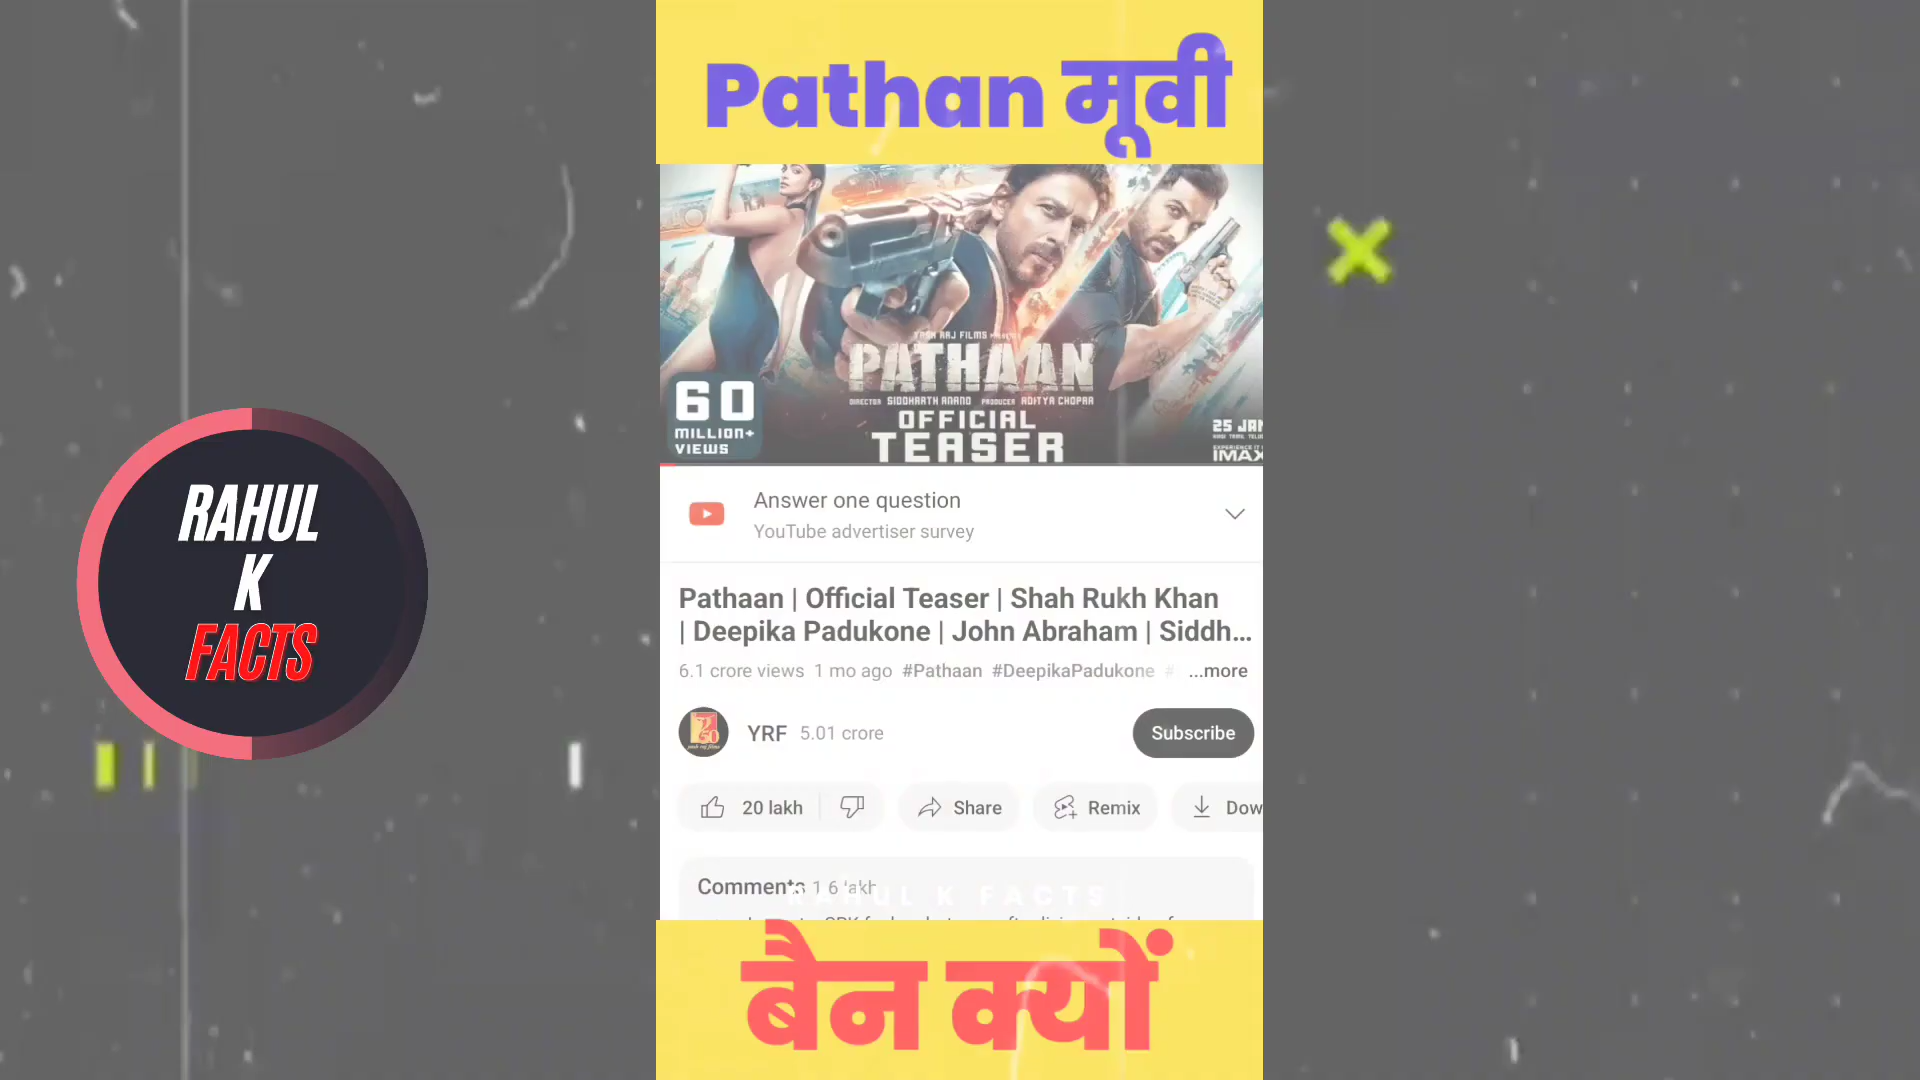 Pathan मूवी
YASH RAJ FILMS
PATHAAN
DIRECTOR SIDDHARTH ANAND PRODUCER ADITYA CHOPRA
OFFICIAL
TEASER
60
MILLION+
VIEWS
25 JAN
IMAX
Answer one question
YouTube advertiser survey
Pathaan | Official Teaser | Shah Rukh Khan
| Deepika Padukone | John Abraham | Siddh...
6.1 crore views 1 mo ago #Pathaan #DeepikaPadukone # ...more
YRF 5.01 crore
Subscribe
20 lakh
Share
Remix
Dow
Comments 1.6 lakh
RAHUL K FACTS
बैन क्यों
RAHUL
K
FACTS